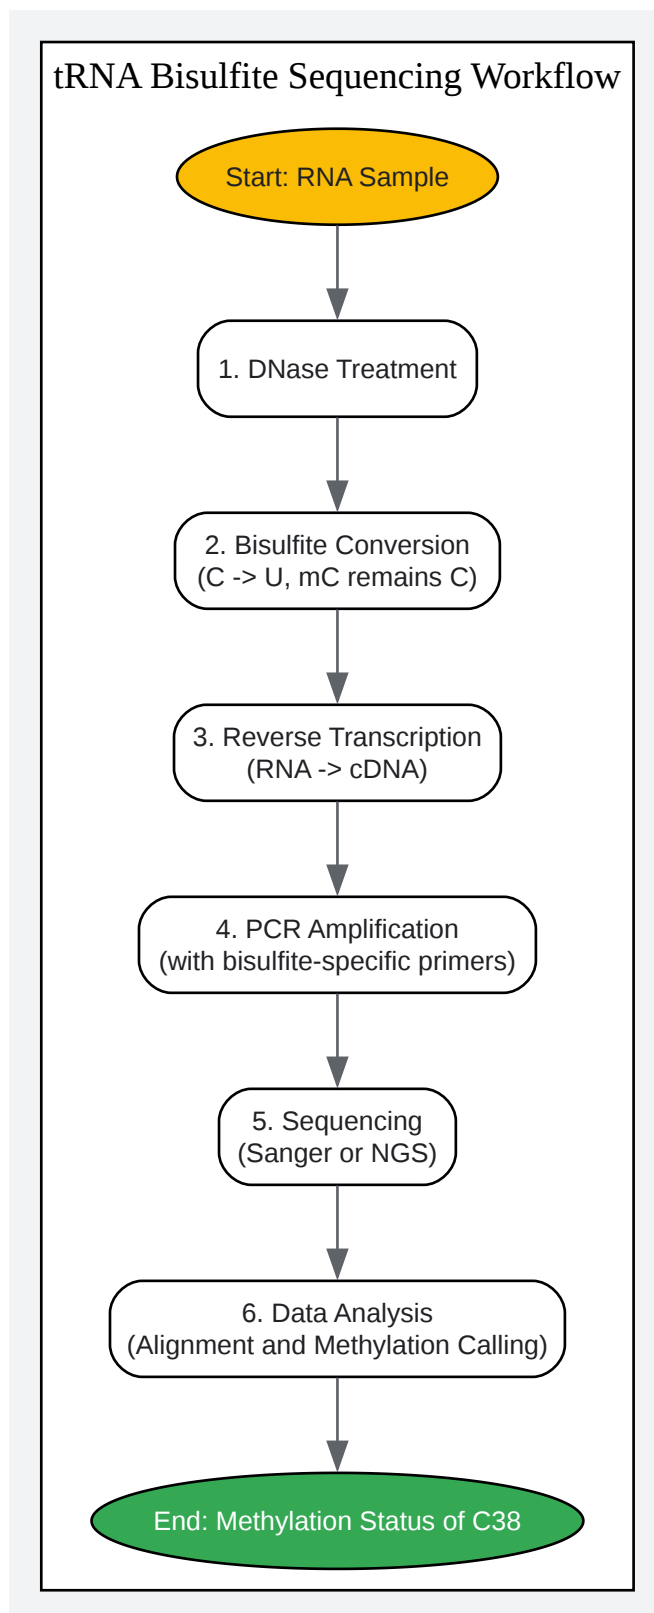 tRNA Bisulfite Sequencing Workflow
Start: RNA Sample
1. DNase Treatment
2. Bisulfite Conversion
(C -> U, mC remains C)
3. Reverse Transcription
(RNA -> cDNA)
4. PCR Amplification
(with bisulfite-specific primers)
5. Sequencing
(Sanger or NGS)
6. Data Analysis
(Alignment and Methylation Calling)
End: Methylation Status of C38